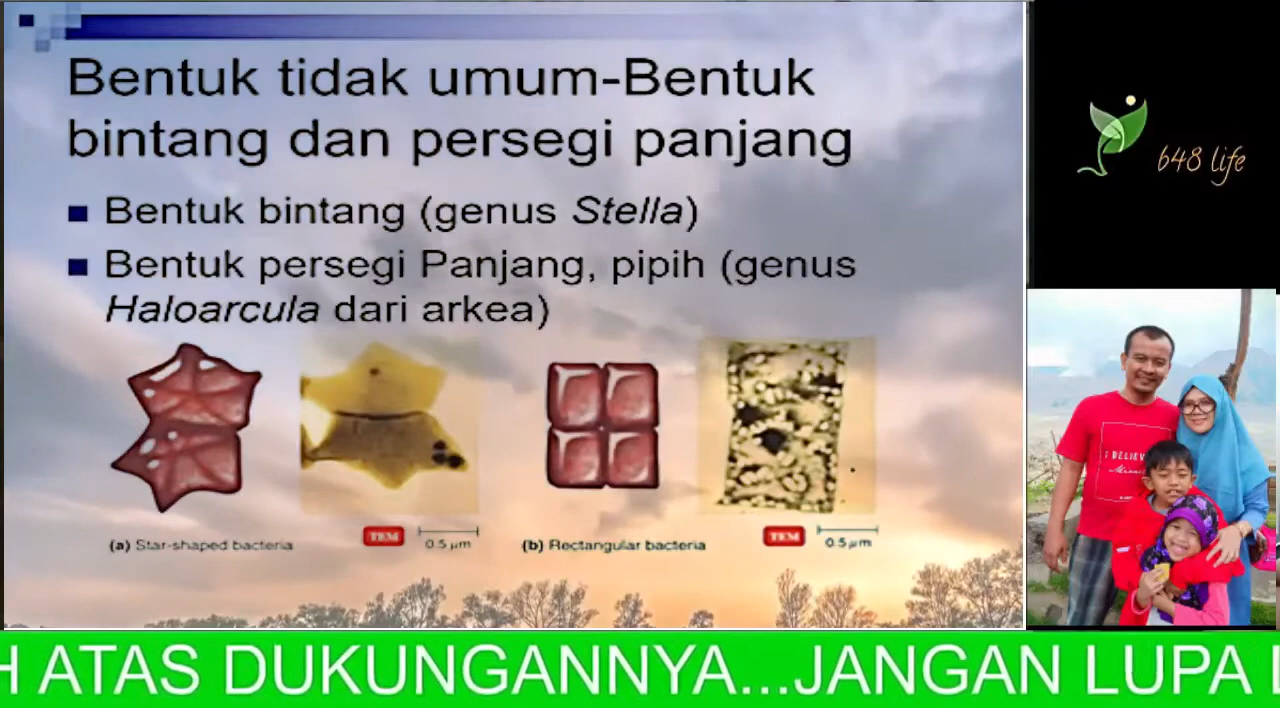 Bentuk tidak umum-Bentuk
bintang dan persegi panjang
Bentuk bintang (genus Stella)
Bentuk persegi Panjang, pipih (genus
Haloarcula dari arkea)
TEM
0.5 µm
(a) Star-shaped bacteria
TEM
0.5 µm
(b) Rectangular bacteria
648 life
I BELIEVE
H ATAS DUKUNGANNYA...JANGAN LUPA L